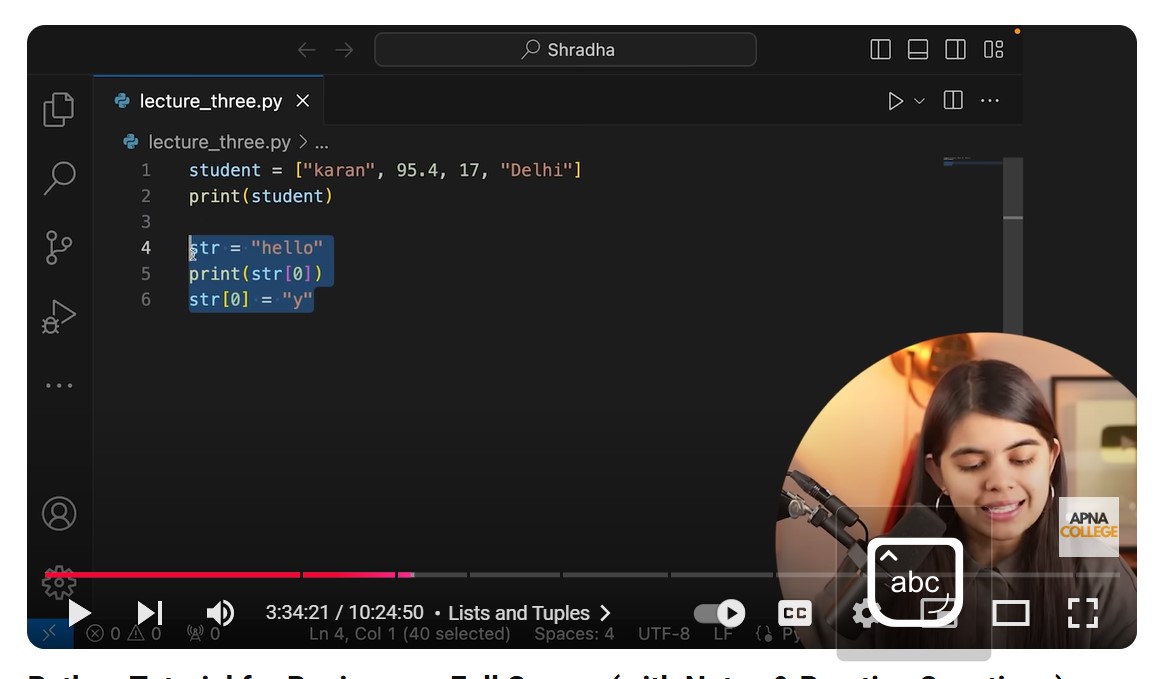 Shradha
lecture_three.py
lecture_three.py > ...
1 student = ["karan", 95.4, 17, "Delhi"]
2 print(student)
3
4 str = "hello"
5 print(str[0])
6 str[0] = "y"
APNA
COLLEGE
abc
3:34:21 / 10:24:50 • Lists and Tuples >
CC
0 0 0 Ln 4, Col 1 (40 selected) Spaces: 4 UTF-8 LF {} Py